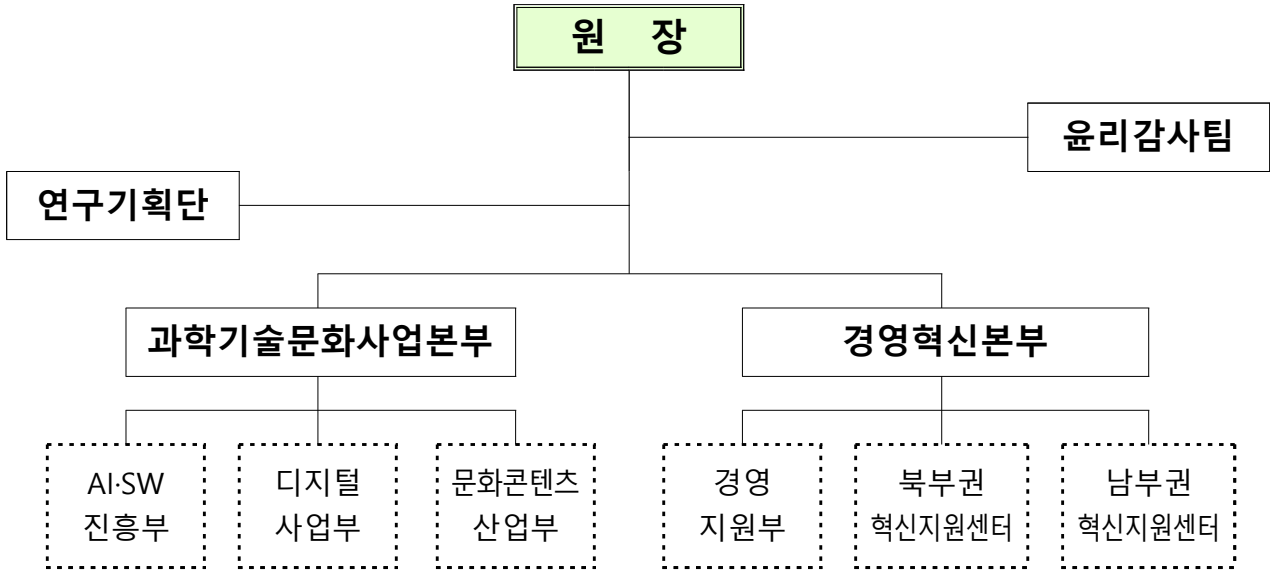 원 장
윤리감사팀
연구기획단
과학기술문화사업본부
경영혁신본부
AI·SW
진흥부
디지털
사업부
문화콘텐츠
산업부
경영
지원부
북부권
혁신지원센터
남부권
혁신지원센터